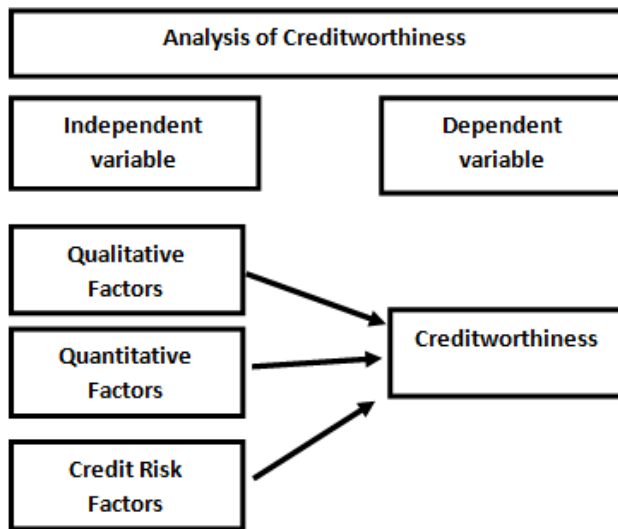 Analysis of Creditworthiness
Independent
variable
Dependent
variable
Qualitative
Factors
Quantitative
Factors
Creditworthiness
Credit Risk
Factors